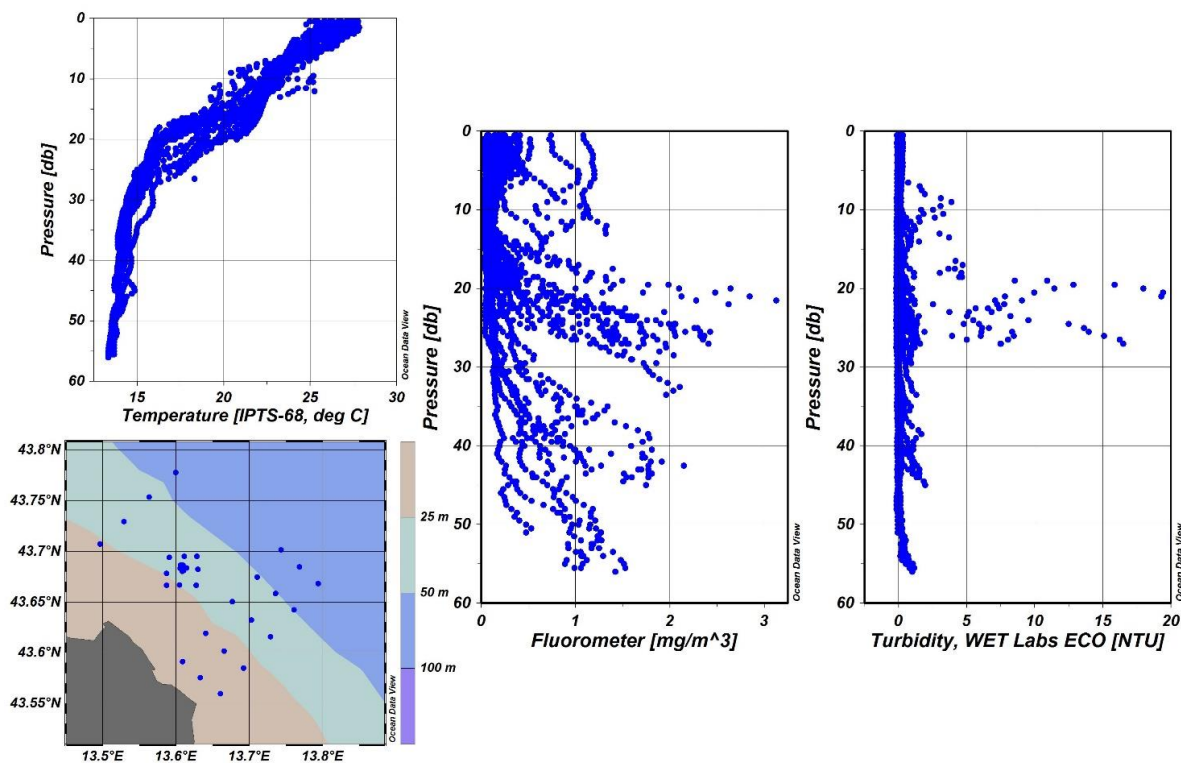 0
10
20
30
40
50
60
Pressure [db]
15
20
25
30
Temperature [IPTS-68, deg C]
Ocean Data View
0
10
20
30
40
50
60
Pressure [db]
0
1
2
3
Fluorometer [mg/m^3]
Ocean Data View
0
10
20
30
40
50
60
Pressure [db]
0
5
10
15
20
Turbidity, WET Labs ECO [NTU]
Ocean Data View
43.8°N
43.75°N
43.7°N
43.65°N
43.6°N
43.55°N
13.5°E
13.6°E
13.7°E
13.8°E
25 m
50 m
100 m
Ocean Data View